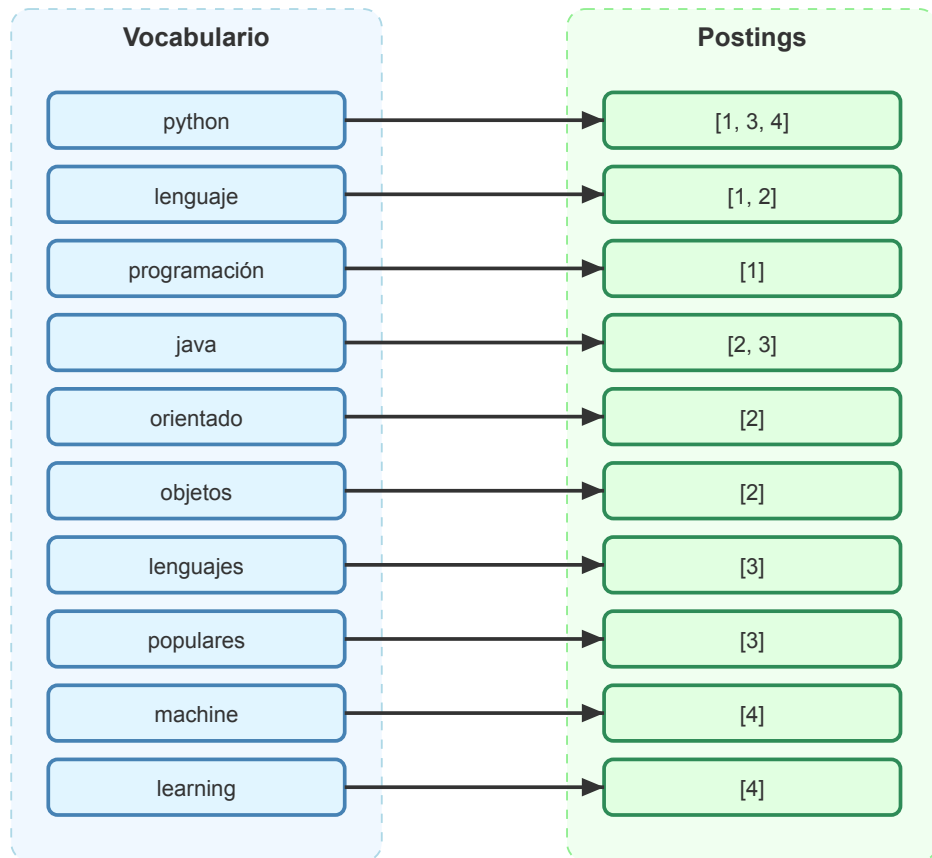 Vocabulario Postings
python [1, 3, 4]
lenguaje [1, 2]
programación [1]
java [2, 3]
orientado [2]
objetos [2]
lenguajes [3]
populares [3]
machine [4]
learning [4]